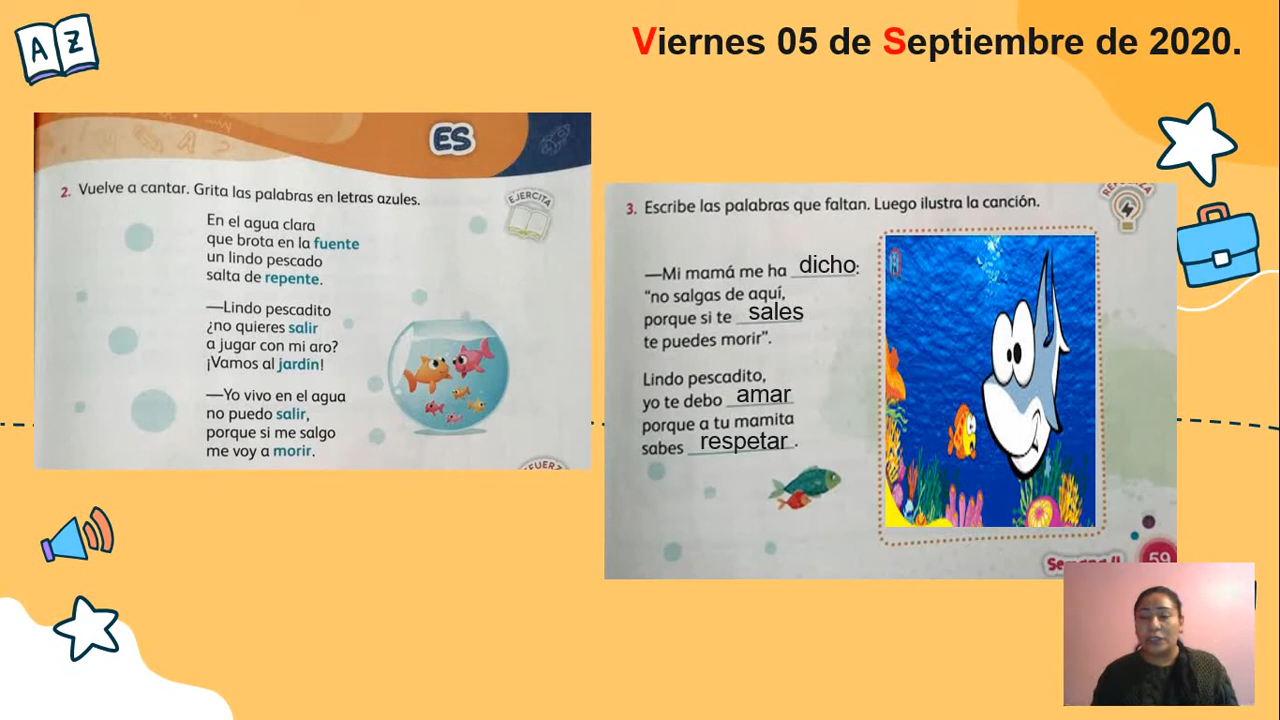 A Z
Viernes 05 de Septiembre de 2020.
ES
2. Vuelve a cantar. Grita las palabras en letras azules.
EJERCITA
En el agua clara
que brota en la fuente
un lindo pescado
salta de repente.
—Lindo pescadito
¿no quieres salir
a jugar con mi aro?
¡Vamos al jardín!
—Yo vivo en el agua
no puedo salir,
porque si me salgo
me voy a morir.
3. Escribe las palabras que faltan. Luego ilustra la canción.
—Mi mamá me ha dicho:
“no salgas de aquí,
porque si te sales
te puedes morir”.
Lindo pescadito,
yo te debo amar
porque a tu mamita
sabes respetar.
59